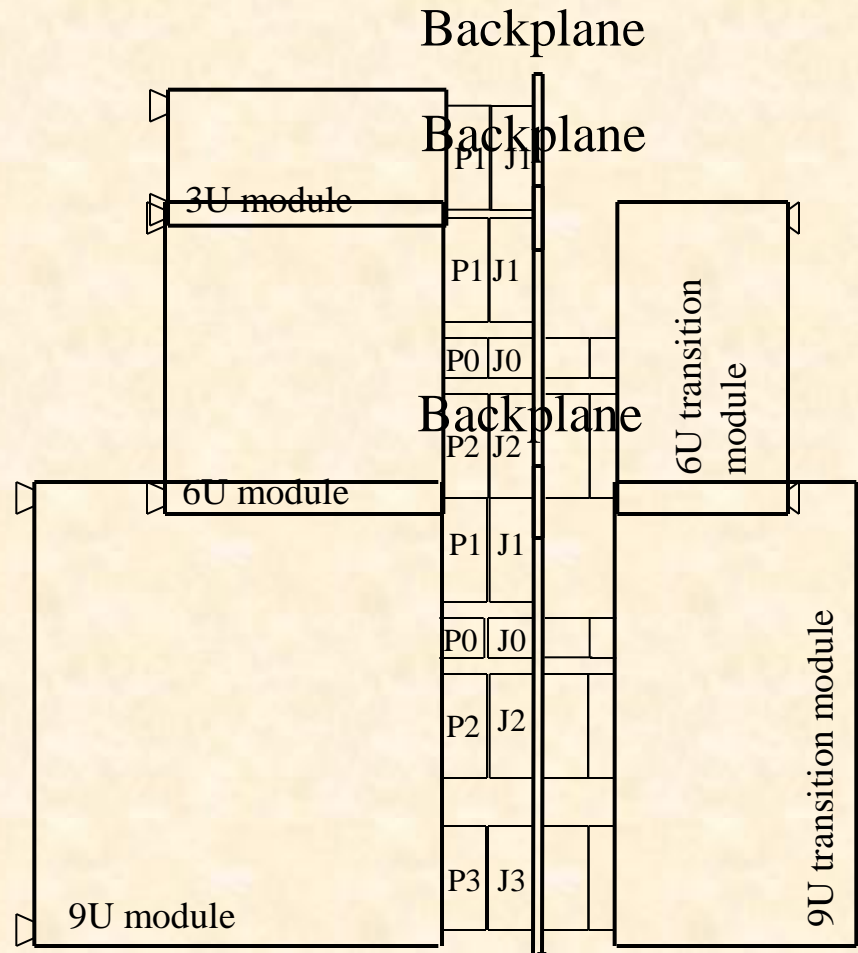 Backplane
Backplane
P1 J1
3U module
P1 J1
P0 J0
6U transition
module
Backplane
P2 J2
6U module
P1 J1
P0 J0
P2 J2
P3 J3
9U module
9U transition module